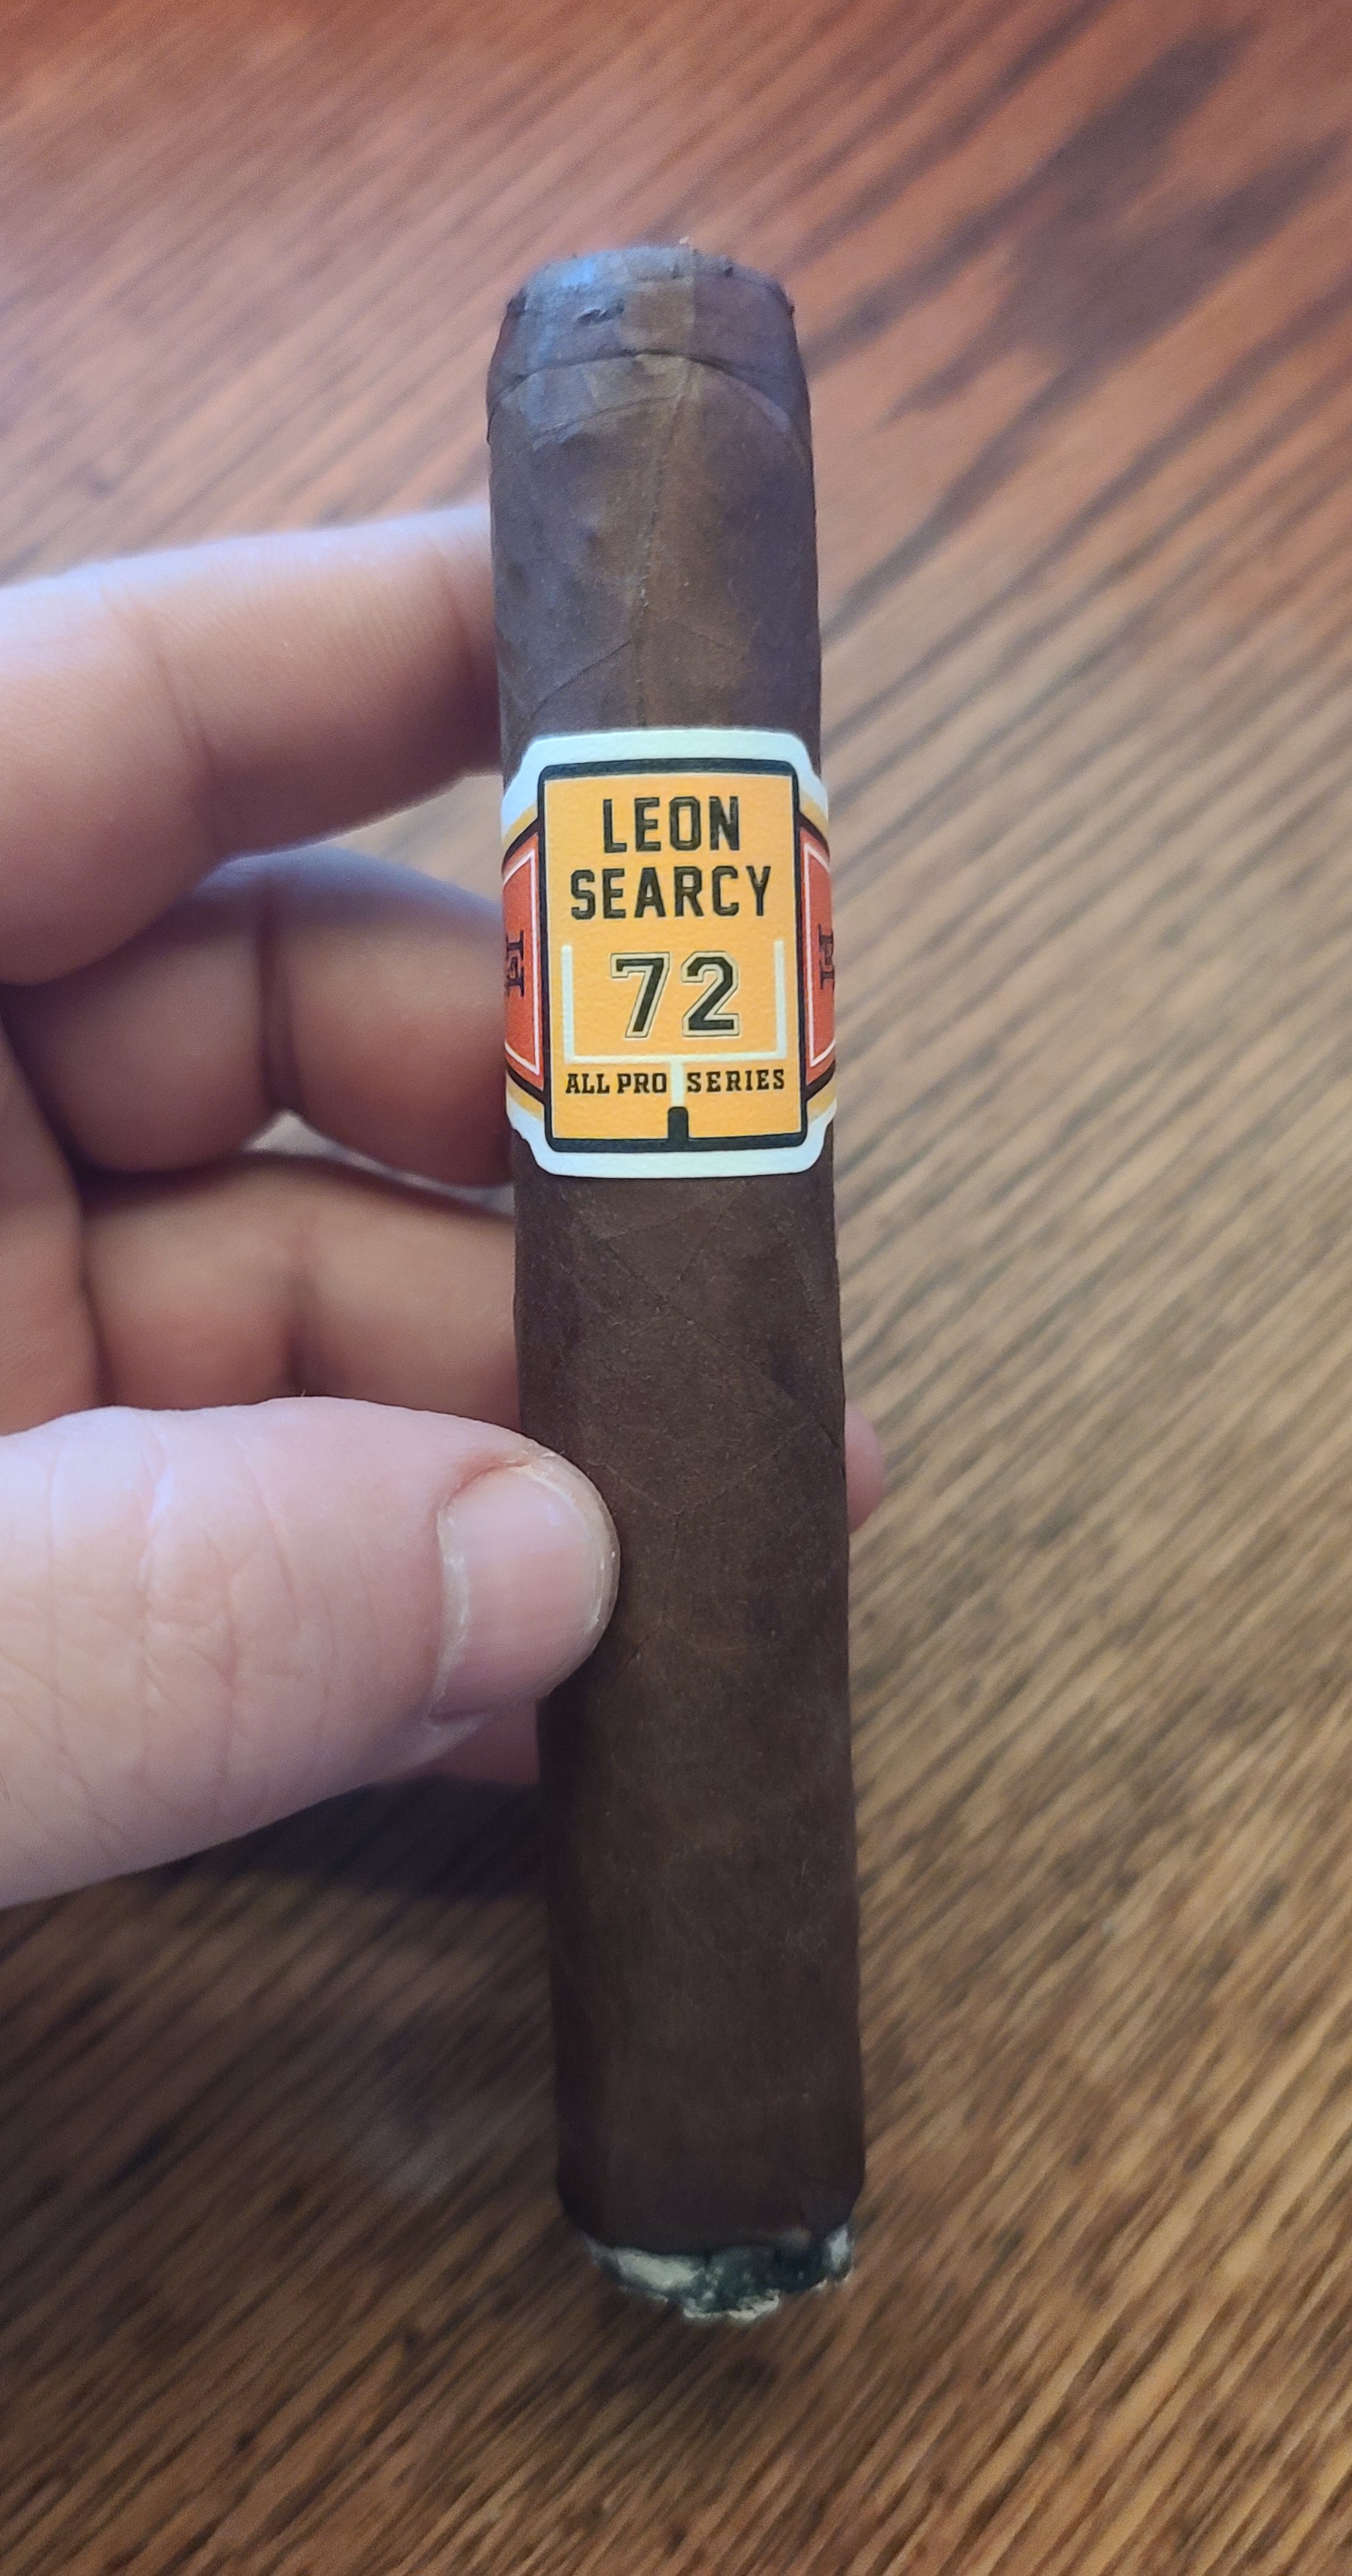 LEON
SEARCY
72
ALL PRO SERIES